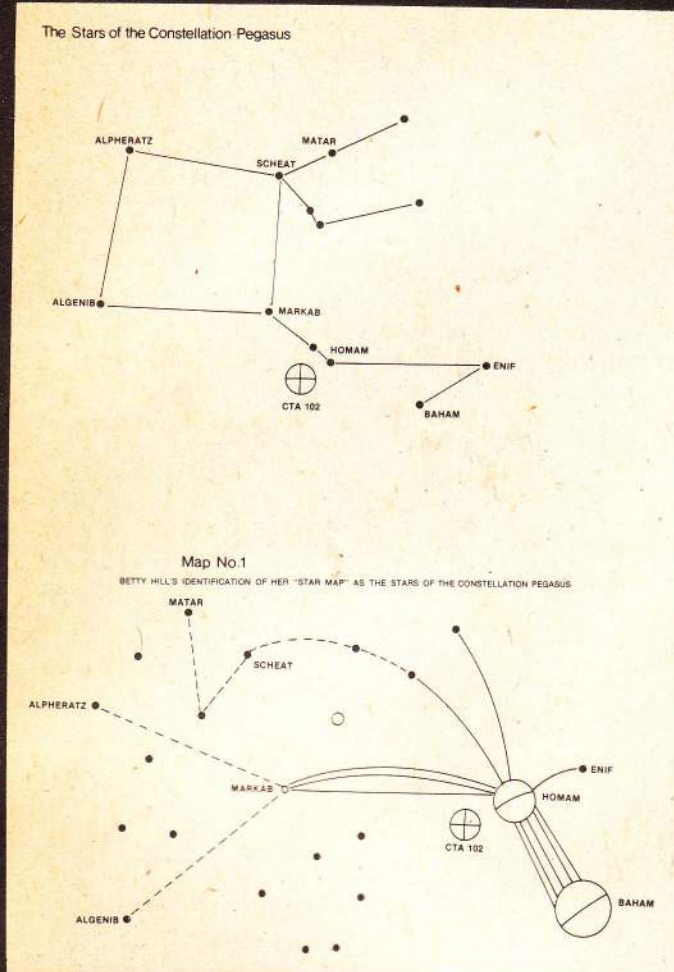 The Stars of the Constellation Pegasus
ALPHERATZ
MATAR
SCHEAT
ALGENIB
MARKAB
HOMAM
ENIF
CTA 102
BAHAM
Map No.1
BETTY HILL'S IDENTIFICATION OF HER "STAR MAP" AS THE STARS OF THE CONSTELLATION PEGASUS
MATAR
SCHEAT
ALPHERATZ
ENIF
MARKAB
HOMAM
CTA 102
BAHAM
ALGENIB